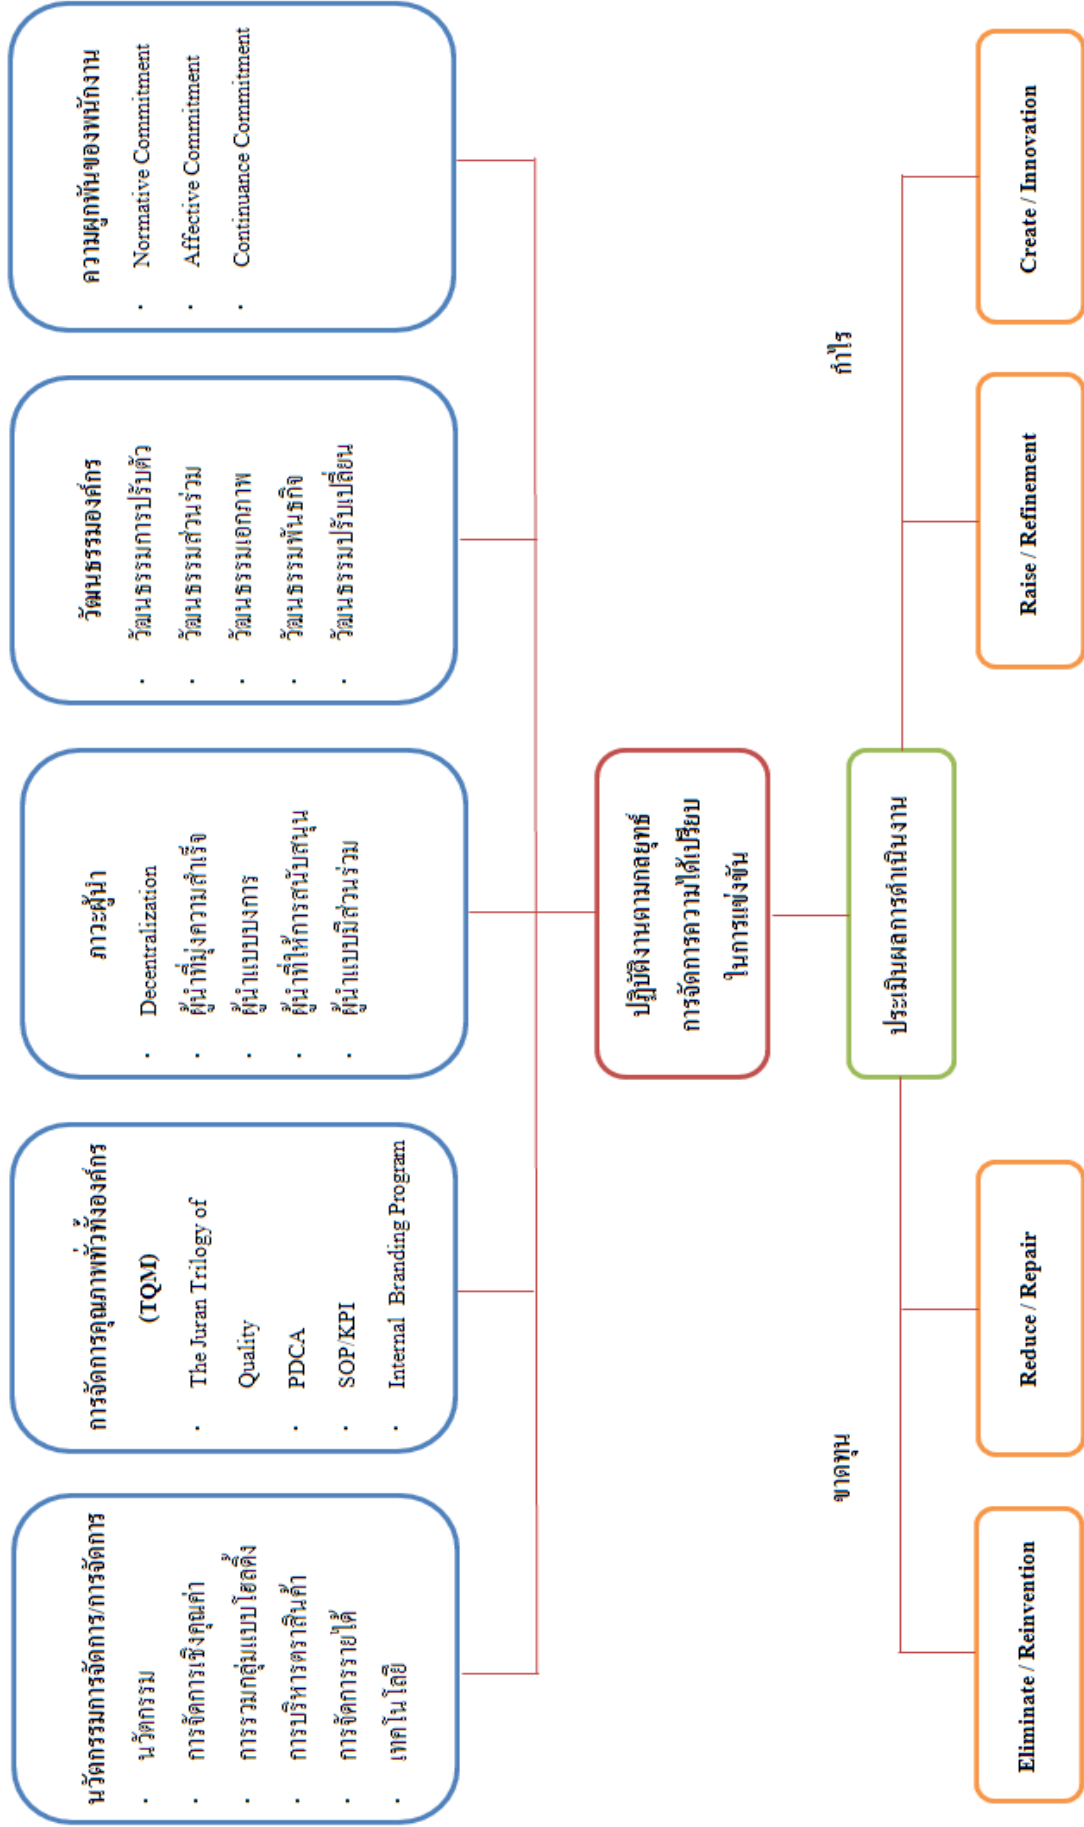 นวัตกรรมการจัดการ/การจัดการ
· นวัตกรรม
· การจัดการเชิงคุณค่า
· การรวมกลุ่มแบบโฮลดิ้ง
· การบริหารตราสินค้า
· การจัดการรายได้
· เทคโนโลยี
การจัดการคุณภาพทั่วทั้งองค์กร
(TQM)
· The Juran Trilogy of
Quality
· PDCA
· SOP/KPI
· Internal Branding Program
ภาวะผู้นำ
· Decentralization
· ผู้นำที่มุ่งความสำเร็จ
· ผู้นำแบบบงการ
· ผู้นำที่ให้การสนับสนุน
· ผู้นำแบบมีส่วนร่วม
วัฒนธรรมองค์กร
· วัฒนธรรมการปรับตัว
· วัฒนธรรมส่วนร่วม
· วัฒนธรรมเอกภาพ
· วัฒนธรรมพันธกิจ
· วัฒนธรรมปรับเปลี่ยน
ความผูกพันของพนักงาน
· Normative Commitment
· Affective Commitment
· Continuance Commitment
ปฏิบัติงานตามกลยุทธ์
การจัดการความได้เปรียบ
ในการแข่งขัน
ขาดทุน
กำไร
ประเมินผลการดำเนินงาน
Eliminate / Reinvention
Reduce / Repair
Raise / Refinement
Create / Innovation